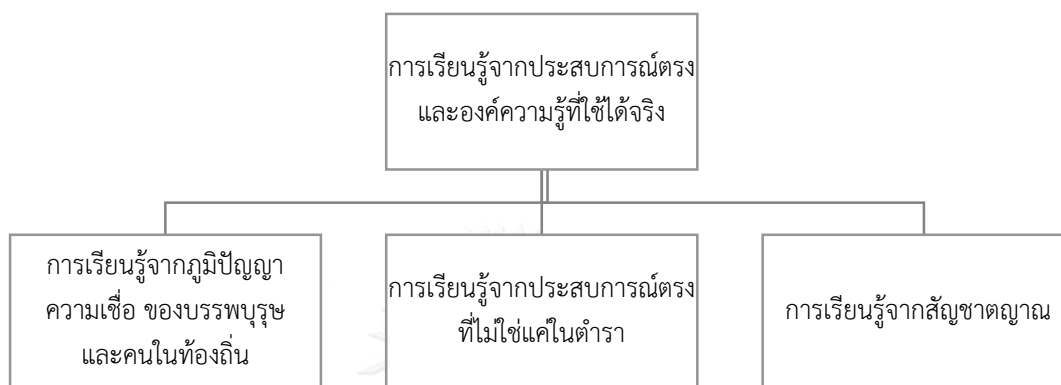 การเรียนรู้จากประสบการณ์ตรง
และองค์ความรู้ที่ใช้ได้จริง
การเรียนรู้จากภูมิปัญญา
ความเชื่อ ของบรรพบุรุษ
และคนในท้องถิ่น
การเรียนรู้จากประสบการณ์ตรง
ที่ไม่ใช่แค่ในตำรา
การเรียนรู้จากสัญชาตญาณ